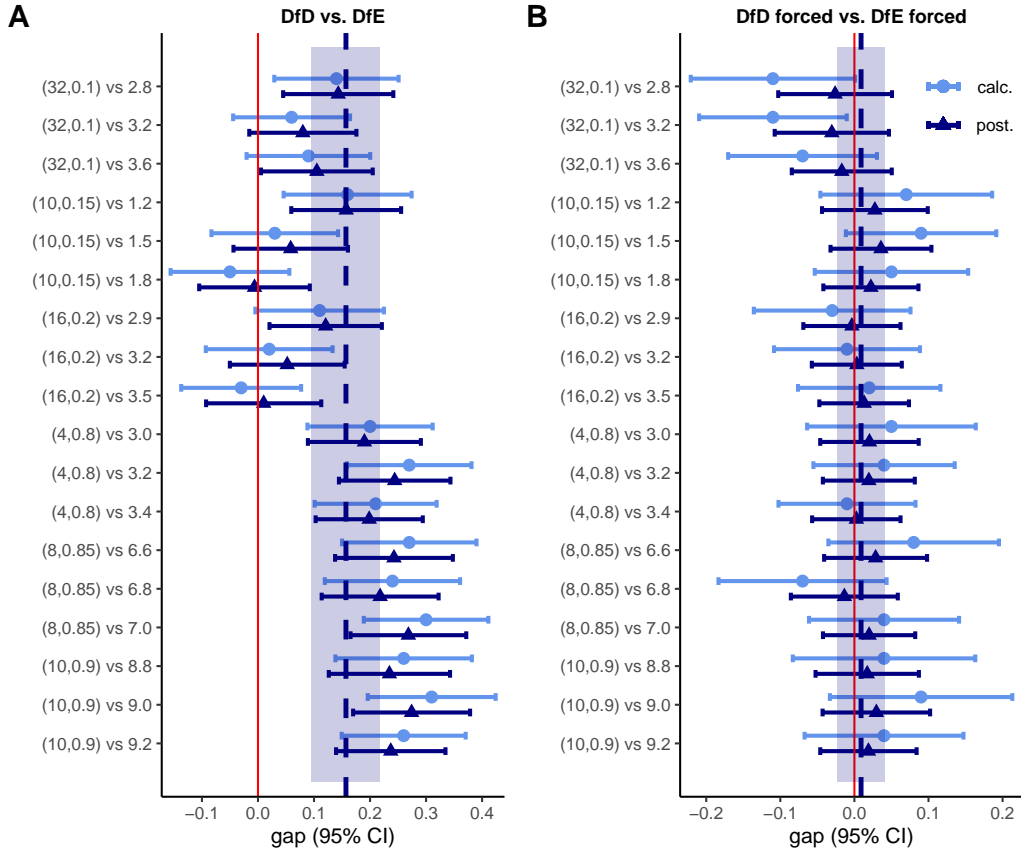 A
DfD vs. DfE
(32,0.1) vs 2.8
(32,0.1) vs 3.2
(32,0.1) vs 3.6
(10,0.15) vs 1.2
(10,0.15) vs 1.5
(10,0.15) vs 1.8
(16,0.2) vs 2.9
(16,0.2) vs 3.2
(16,0.2) vs 3.5
(4,0.8) vs 3.0
(4,0.8) vs 3.2
(4,0.8) vs 3.4
(8,0.85) vs 6.6
(8,0.85) vs 6.8
(8,0.85) vs 7.0
(10,0.9) vs 8.8
(10,0.9) vs 9.0
(10,0.9) vs 9.2
−0.1 0.0 0.1 0.2 0.3 0.4
gap (95% CI)
B
DfD forced vs. DfE forced
calc.
post.
(32,0.1) vs 2.8
(32,0.1) vs 3.2
(32,0.1) vs 3.6
(10,0.15) vs 1.2
(10,0.15) vs 1.5
(10,0.15) vs 1.8
(16,0.2) vs 2.9
(16,0.2) vs 3.2
(16,0.2) vs 3.5
(4,0.8) vs 3.0
(4,0.8) vs 3.2
(4,0.8) vs 3.4
(8,0.85) vs 6.6
(8,0.85) vs 6.8
(8,0.85) vs 7.0
(10,0.9) vs 8.8
(10,0.9) vs 9.0
(10,0.9) vs 9.2
−0.2 −0.1 0.0 0.1 0.2
gap (95% CI)